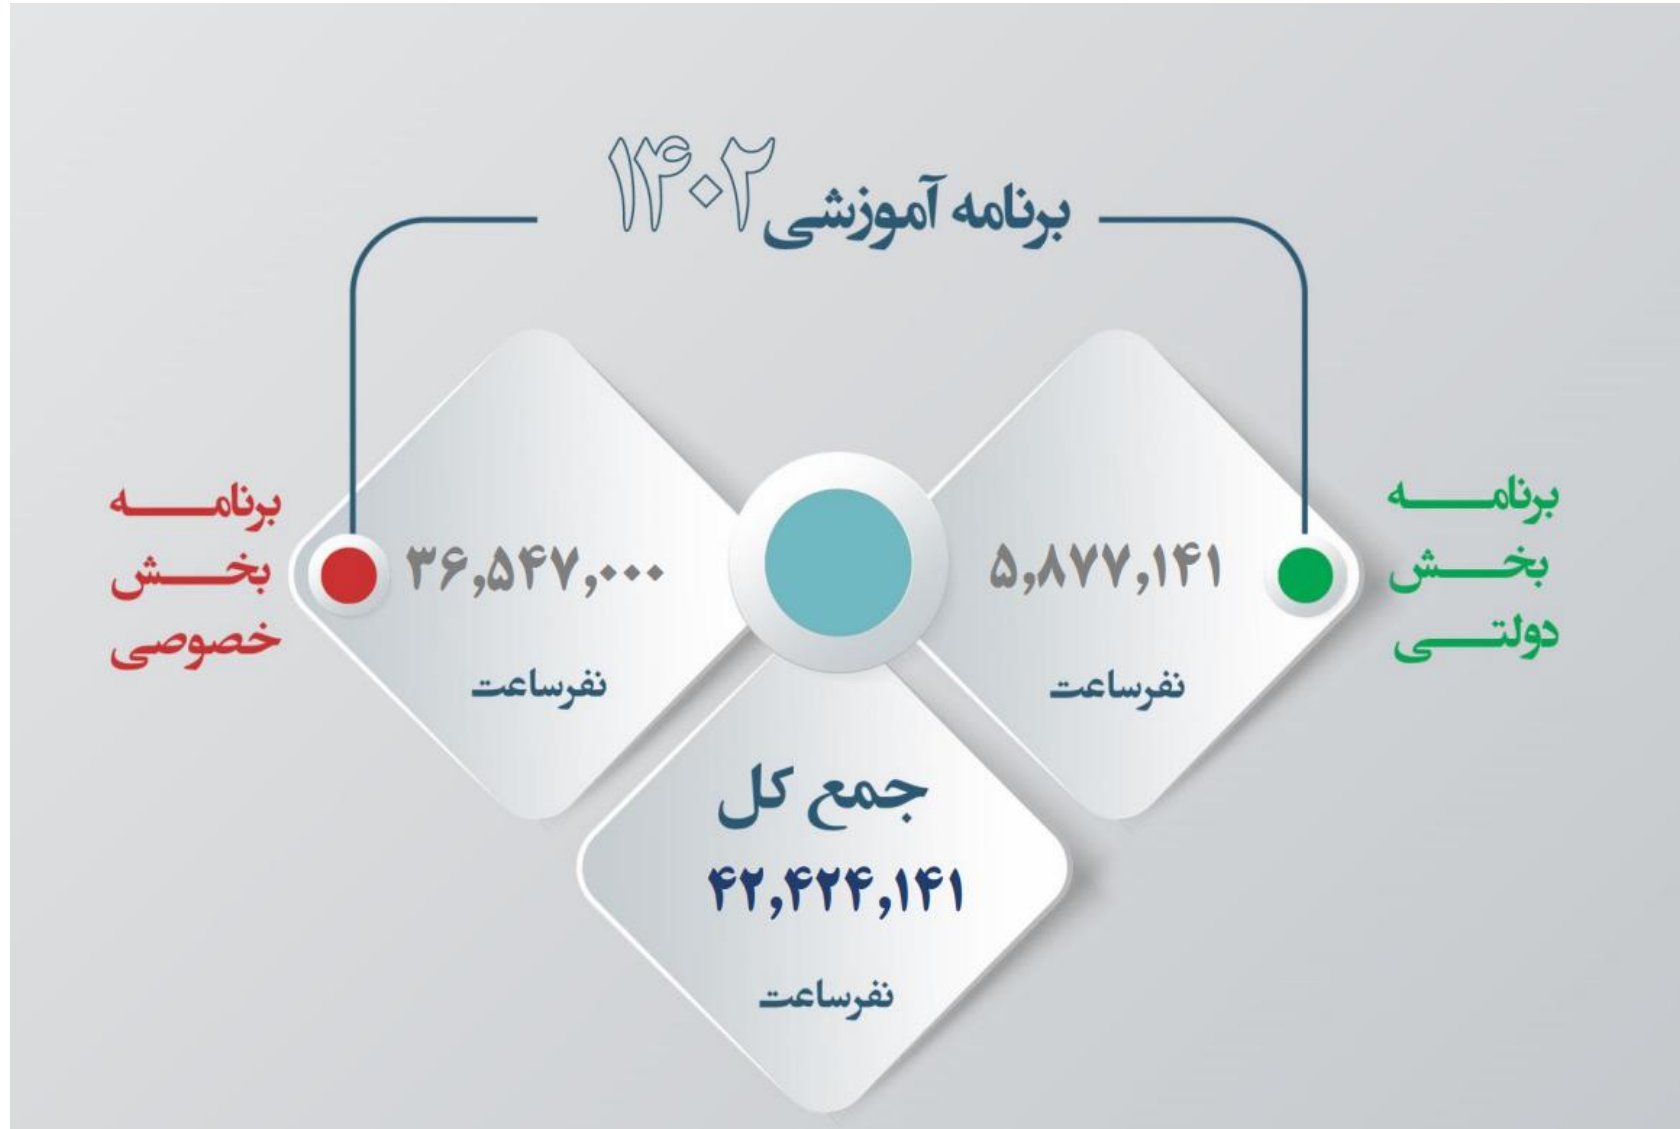 برنامه آموزشی ۱۴۰۲
برنامه
بخش
دولتی
۵,۸۷۷,۱۴۱
نفرساعت
۳۶,۵۴۷,۰۰۰
نفرساعت
برنامه
بخش
خصوصی
جمع کل
۴۲,۴۲۴,۱۴۱
نفرساعت